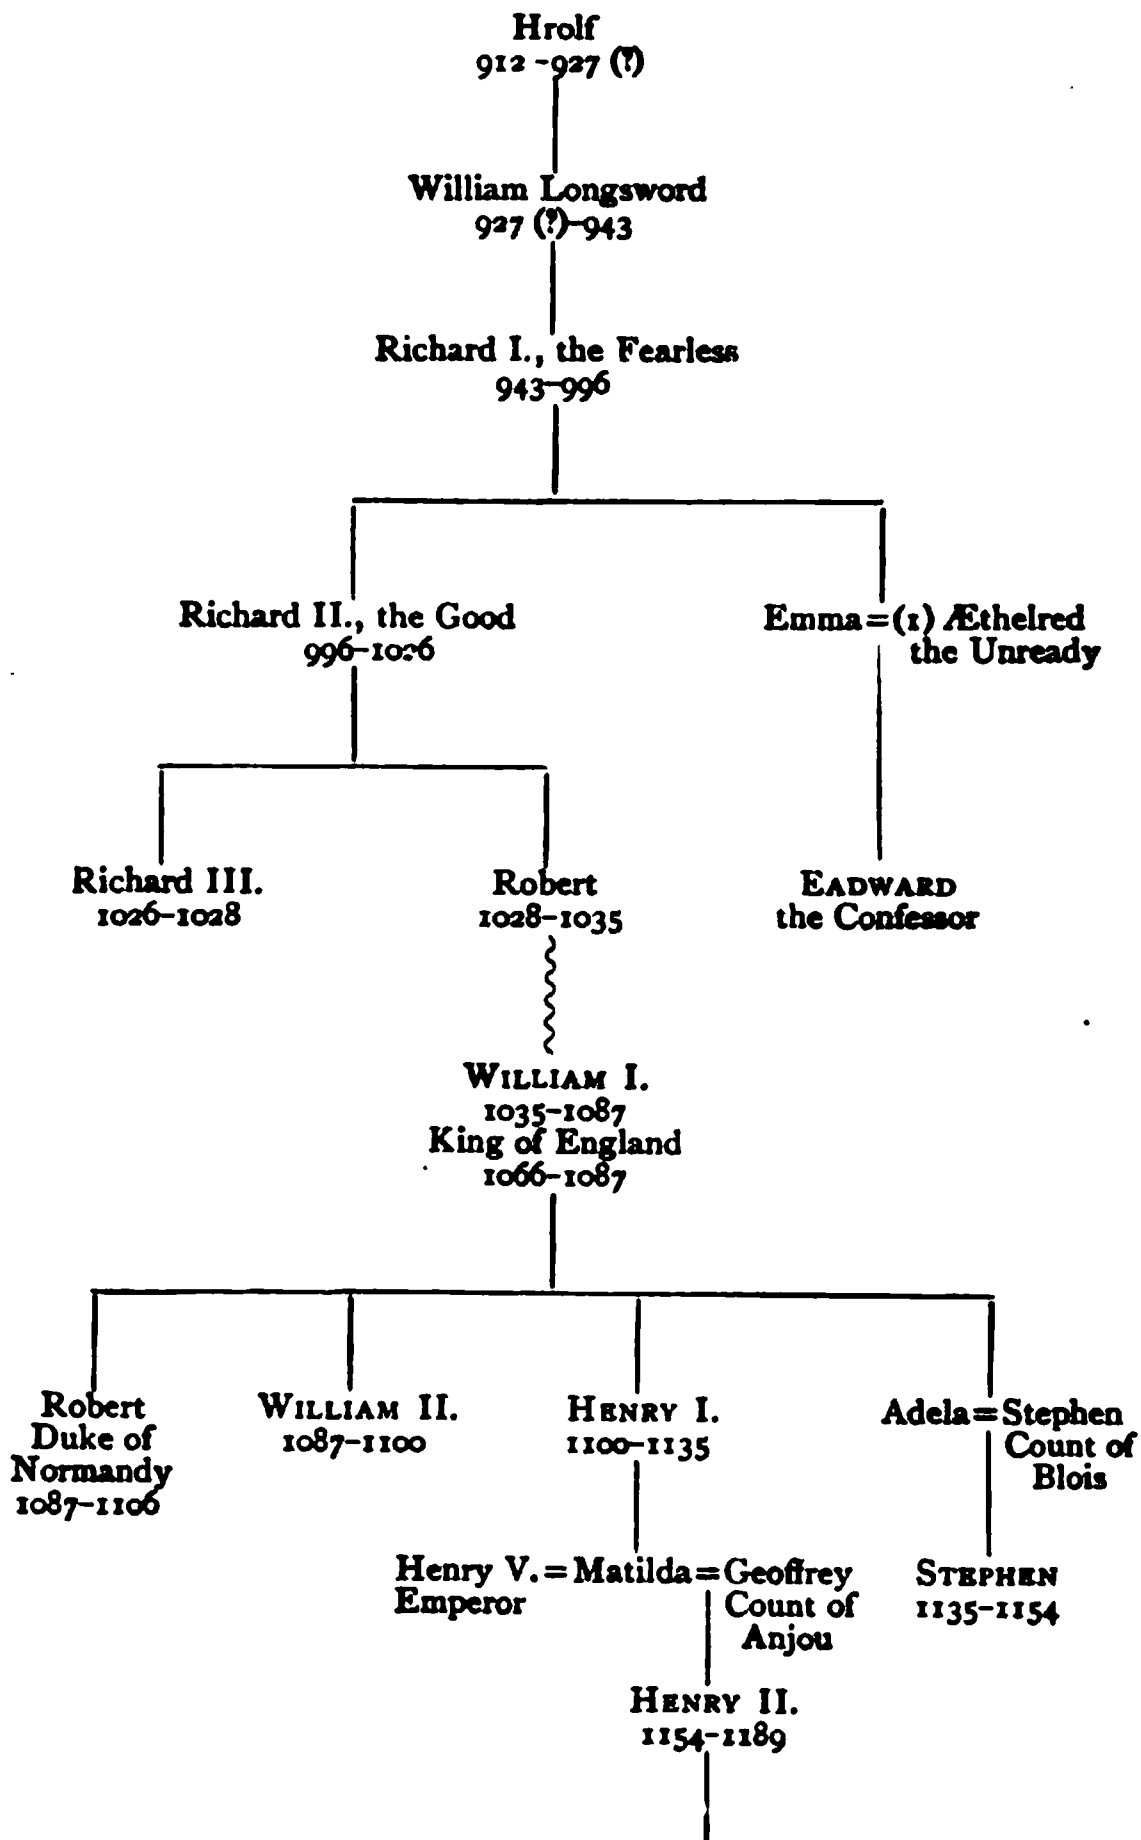 Hrolf
912-927 (?)
William Longsword
927 (?)-943
Richard I., the Fearless
943-996
Richard II., the Good
996-1026
Emma=(1) Æthelred
the Unready
Richard III.
1026-1028
Robert
1028-1035
EADWARD
the Confessor
WILLIAM I.
1035-1087
King of England
1066-1087
Robert
Duke of
Normandy
1087-1106
WILLIAM II.
1087-1100
HENRY I.
1100-1135
Adela=Stephen
Count of
Blois
Henry V.=Matilda=Geoffrey
Emperor
Count of
Anjou
STEPHEN
1135-1154
HENRY II.
1154-1189